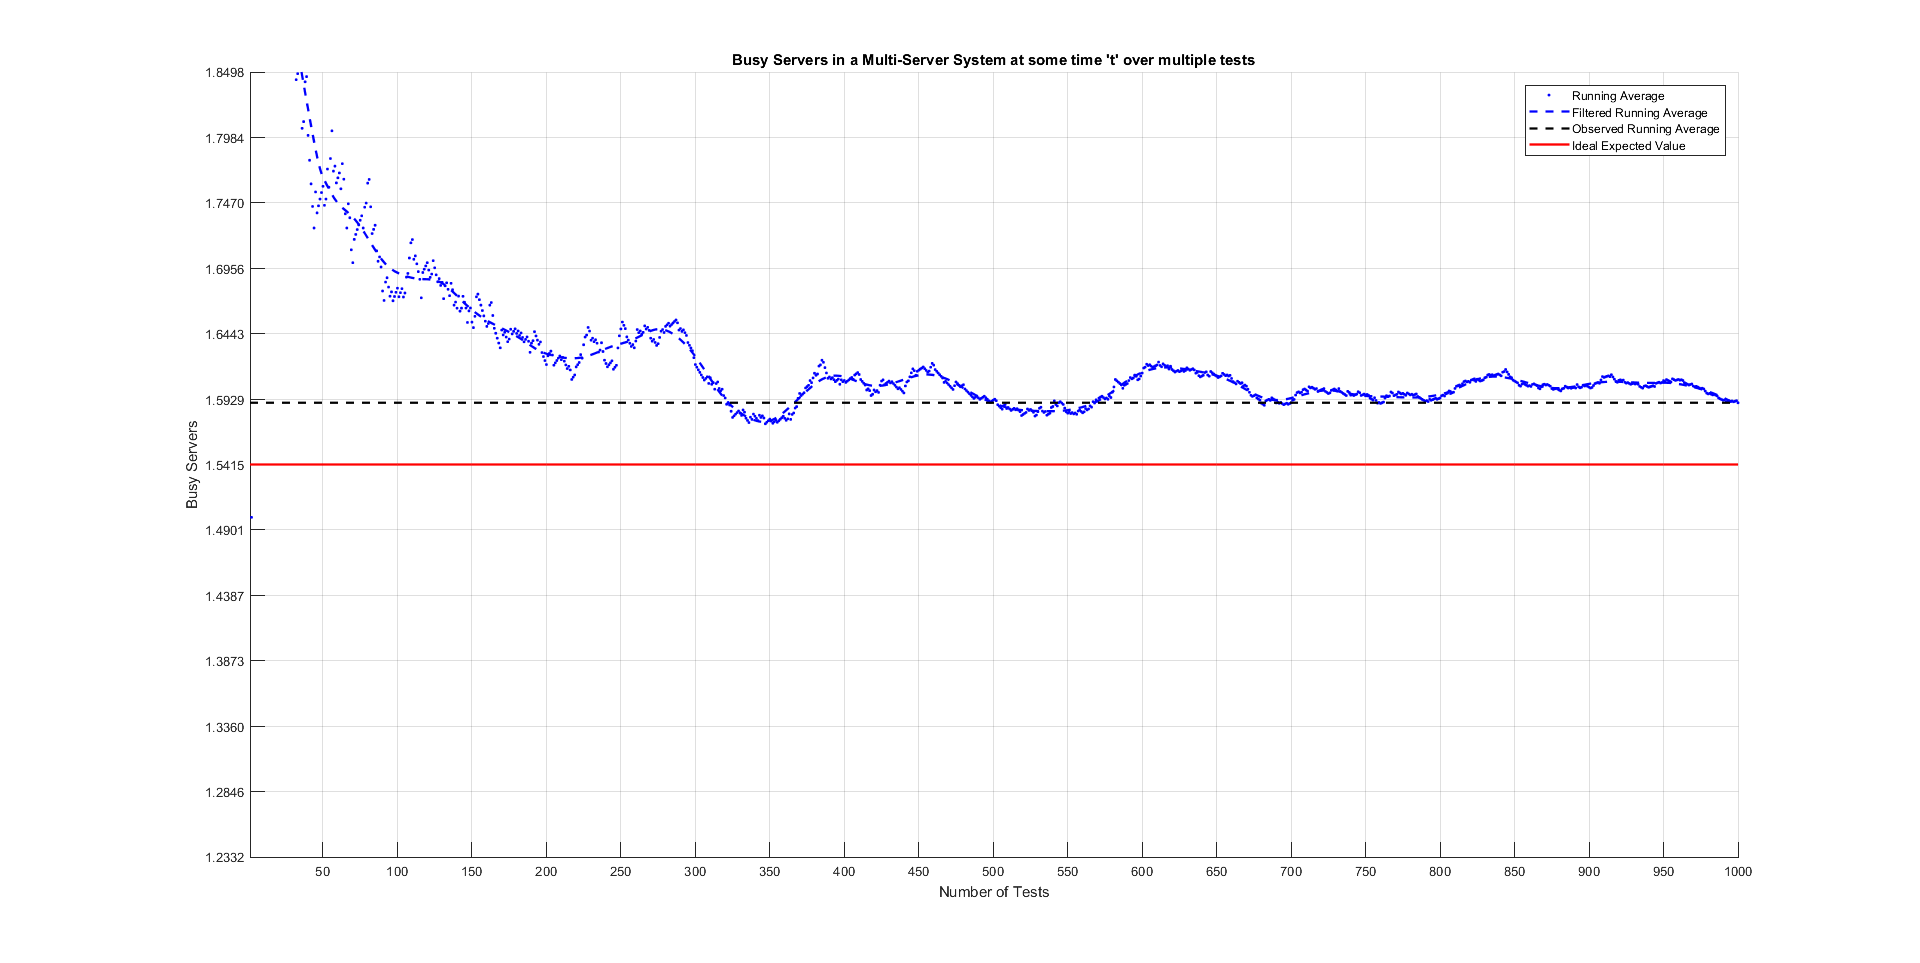 Busy Servers in a Multi-Server System at some time 't' over multiple tests
Running Average
Filtered Running Average
Observed Running Average
Ideal Expected Value
Busy Servers
1.8498
1.7984
1.7470
1.6956
1.6443
1.5929
1.5415
1.4901
1.4387
1.3873
1.3360
1.2846
1.2332
50 100 150 200 250 300 350 400 450 500 550 600 650 700 750 800 850 900 950 1000
Number of Tests